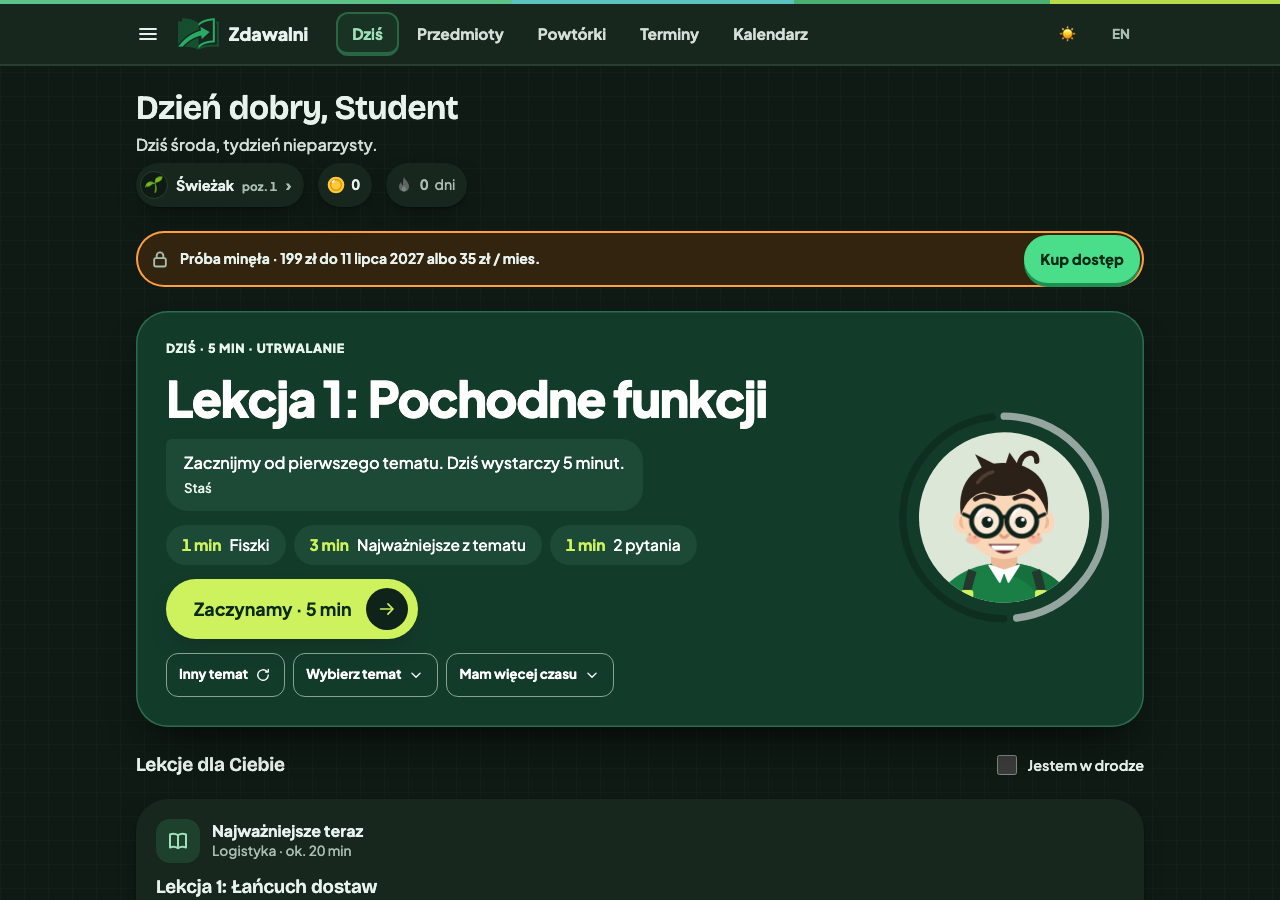 Zdawalni
Dziś
Przedmioty
Powtórki
Terminy
Kalendarz
EN
Dzień dobry, Student
Dziś środa, tydzień nieparzysty.
Świeżak poz. 1 ›
0
0 dni
Próba minęła · 199 zł do 11 lipca 2027 albo 35 zł / mies.
Kup dostęp
DZIŚ · 5 MIN · UTRWALANIE
Lekcja 1: Pochodne funkcji
Zacznijmy od pierwszego tematu. Dziś wystarczy 5 minut.
Staś
1 min Fiszki
3 min Najważniejsze z tematu
1 min 2 pytania
Zaczynamy · 5 min
Inny temat
Wybierz temat
Mam więcej czasu
Lekcje dla Ciebie
Jestem w drodze
Najważniejsze teraz
Logistyka · ok. 20 min
Lekcja 1: Łańcuch dostaw